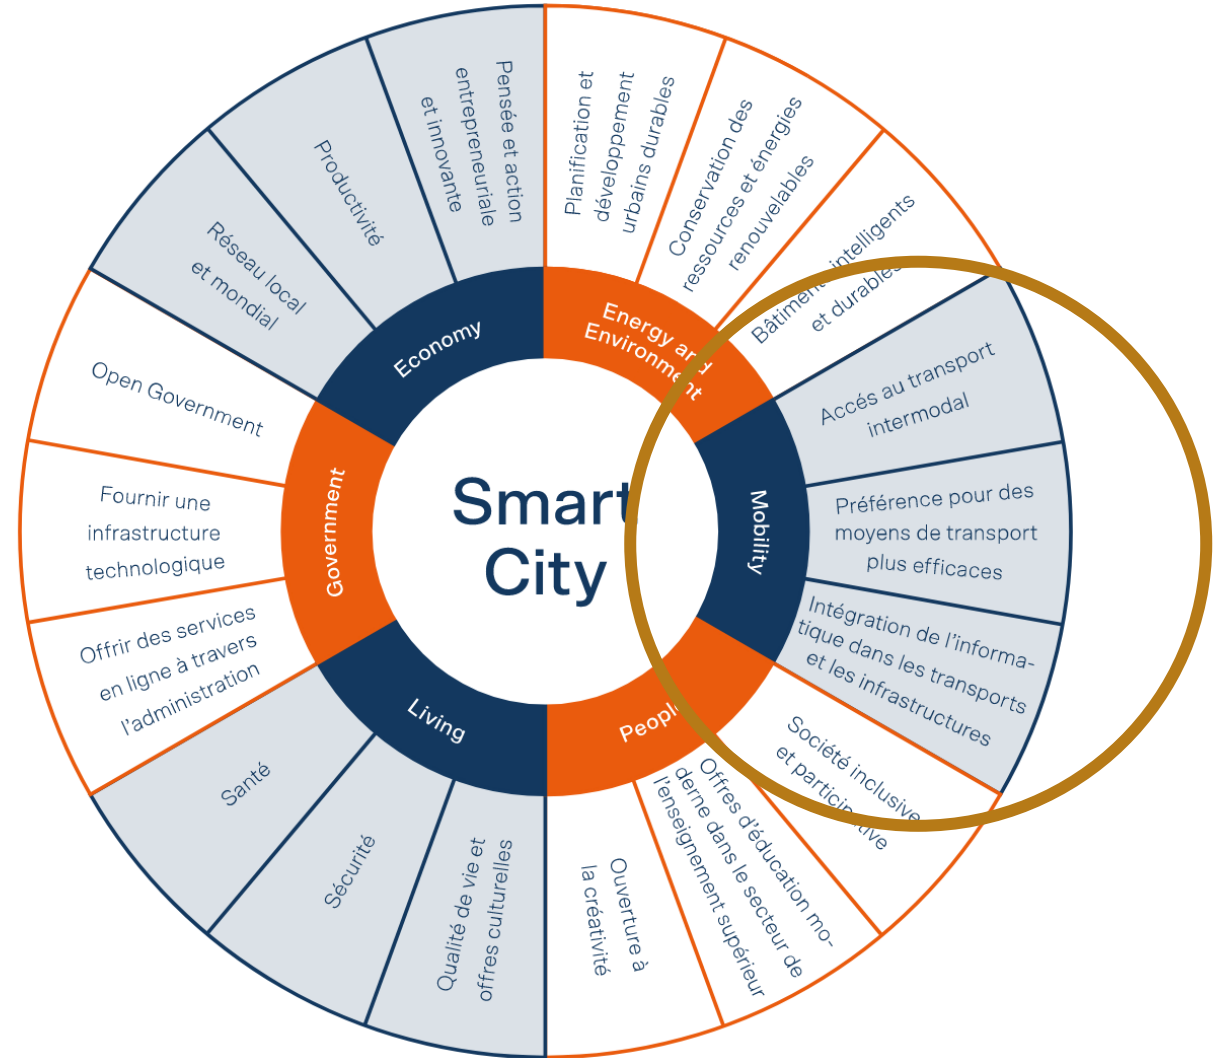 Smart
City
Energy and
Environment
Planification et
développement
urbains durables
Conservation des
ressources et énergies
renouvelables
Bâtiments intelligents
et durables
Mobility
Accés au transport
intermodal
Préférence pour des
moyens de transport
plus efficaces
Intégration de l'informa-
tique dans les transports
et les infrastructures
People
Société inclusive
et participative
Offres d'éducation mo-
derne dans le secteur de
l'enseignement supérieur
Ouverture à
la créativité
Living
Qualité de vie et
offres culturelles
Sécurité
Santé
Government
Offrir des services
en ligne à travers
l'administration
Fournir une
infrastructure
technologique
Open Government
Economy
Réseau local
et mondial
Productivité
Pensée et action
entrepreneuriale
et innovante